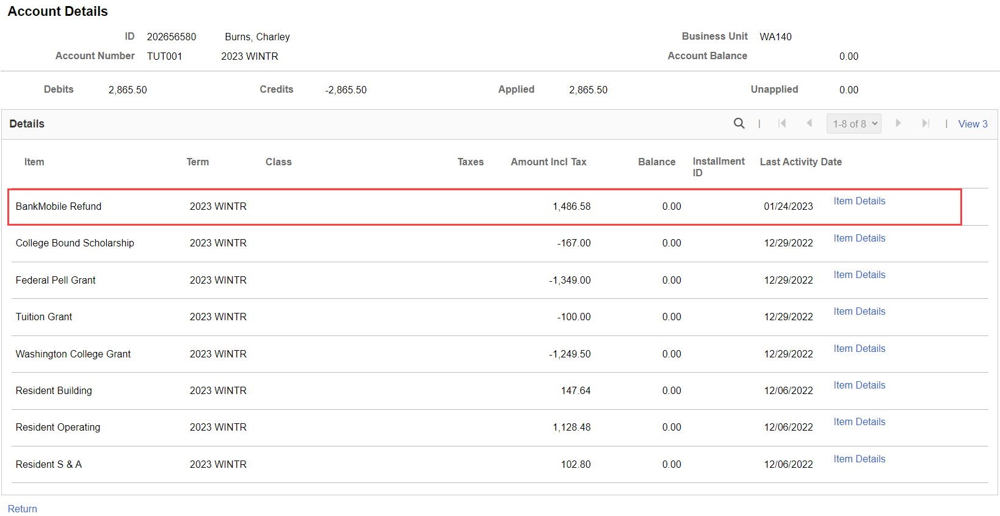 Account Details
ID 202656580 Burns, Charley Business Unit WA140
Account Number TUT001 2023 WINTR Account Balance 0.00
Debits 2,865.50 Credits -2,865.50 Applied 2,865.50 Unapplied 0.00
Details | 1-8 of 8 | View 3
Item Term Class Taxes Amount Incl Tax Balance Installment ID Last Activity Date
BankMobile Refund 2023 WINTR 1,486.58 0.00 01/24/2023 Item Details
College Bound Scholarship 2023 WINTR -167.00 0.00 12/29/2022 Item Details
Federal Pell Grant 2023 WINTR -1,349.00 0.00 12/29/2022 Item Details
Tuition Grant 2023 WINTR -100.00 0.00 12/29/2022 Item Details
Washington College Grant 2023 WINTR -1,249.50 0.00 12/29/2022 Item Details
Resident Building 2023 WINTR 147.64 0.00 12/06/2022 Item Details
Resident Operating 2023 WINTR 1,128.48 0.00 12/06/2022 Item Details
Resident S & A 2023 WINTR 102.80 0.00 12/06/2022 Item Details
Return